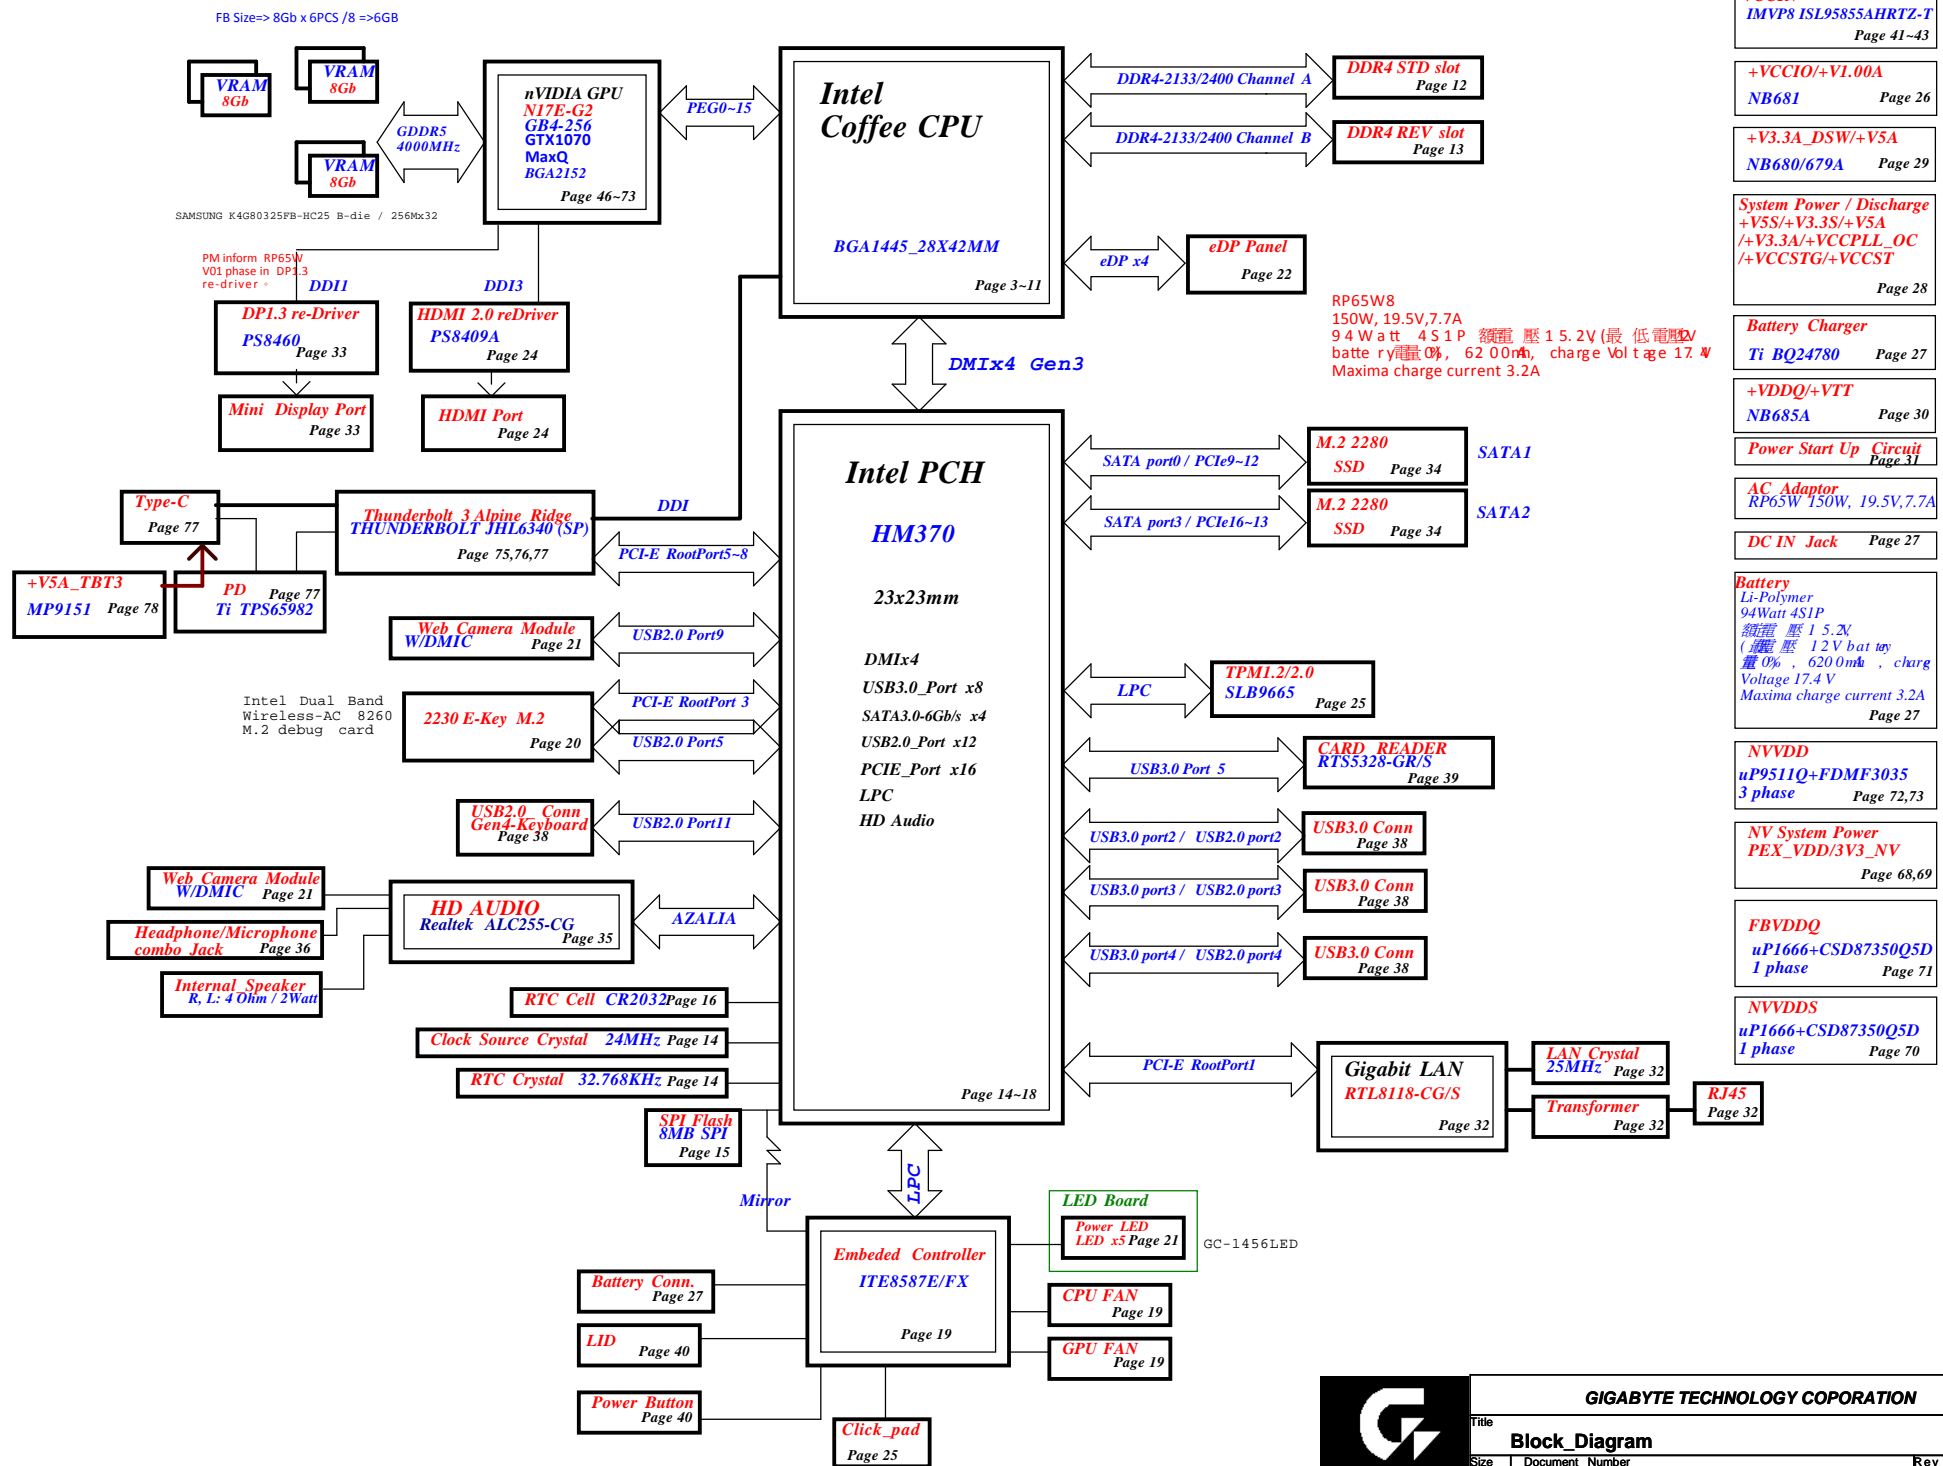 FB Size=> 8Gb x 6PCS /8 =>6GB
VRAM
8Gb
VRAM
8Gb
VRAM
8Gb
GDDR5
4000MHz
SAMSUNG K4G80325FB-HC25 B-die / 256Mx32
nVIDIA GPU
N17E-G2
GB4-256
GTX1070
MaxQ
BGA2152
Page 46~73
PEG0~15
Intel
Coffee CPU
BGA1445_28X42MM
Page 3~11
DDR4-2133/2400 Channel A
DDR4 STD slot
Page 12
DDR4-2133/2400 Channel B
DDR4 REV slot
Page 13
eDP x4
eDP Panel
Page 22
PM inform RP65W
V01 phase in DP1.3
re-driver
DDI1
DDI3
DP1.3 re-Driver
PS8460
Page 33
HDMI 2.0 reDriver
PS8409A
Page 24
Mini Display Port
Page 33
HDMI Port
Page 24
DMIx4 Gen3
RP65W8
150W, 19.5V,7.7A
94Watt 4S1P
15.2V
6200mAh, charge Voltage 17.4V
Maxima charge current 3.2A
Type-C
Page 77
Thunderbolt 3 Alpine Ridge
THUNDERBOLT JHL6340 (SP)
Page 75,76,77
DDI
PCI-E RootPort5~8
+V5A_TBT3
MP9151 Page 78
PD Page 77
Ti TPS65982
Web Camera Module
W/DMIC Page 21
USB2.0 Port9
Intel Dual Band
Wireless-AC 8260
M.2 debug card
2230 E-Key M.2
Page 20
PCI-E RootPort 3
USB2.0 Port5
USB2.0_ Conn
Gen4-Keyboard
Page 38
USB2.0 Port11
Web Camera Module
W/DMIC Page 21
Headphone/Microphone
combo Jack Page 36
Internal_Speaker
R, L: 4 Ohm / 2Watt
HD AUDIO
Realtek ALC255-CG
Page 35
AZALIA
RTC Cell CR2032 Page 16
Clock Source Crystal 24MHz Page 14
RTC Crystal 32.768KHz Page 14
SPI Flash
8MB SPI
Page 15
Mirror
Intel PCH
HM370
23x23mm
DMIx4
USB3.0_Port x8
SATA3.0-6Gb/s x4
USB2.0_Port x12
PCIE_Port x16
LPC
HD Audio
Page 14~18
SATA port0 / PCIe9~12
M.2 2280
SSD Page 34
SATA1
SATA port3 / PCIe16~13
M.2 2280
SSD Page 34
SATA2
LPC
TPM1.2/2.0
SLB9665
Page 25
USB3.0 Port 5
CARD READER
RTS5328-GR/S
Page 39
USB3.0 port2 / USB2.0 port2
USB3.0 Conn
Page 38
USB3.0 port3 / USB2.0 port3
USB3.0 Conn
Page 38
USB3.0 port4 / USB2.0 port4
USB3.0 Conn
Page 38
PCI-E RootPort1
Gigabit LAN
RTL8118-CG/S
Page 32
LAN Crystal
25MHz Page 32
Transformer
Page 32
RJ45
Page 32
LPC
Embeded Controller
ITE8587E/FX
Page 19
LED Board
Power LED
LED x5 Page 21
GC-1456LED
CPU FAN
Page 19
GPU FAN
Page 19
Battery Conn.
Page 27
LID
Page 40
Power Button
Page 40
Click_pad
Page 25
IMVP8 ISL95855AHRTZ-T
Page 41~43
+VCCIO/+V1.00A
NB681 Page 26
+V3.3A_DSW/+V5A
NB680/679A Page 29
System Power / Discharge
+V5S/+V3.3S/+V5A
/+V3.3A/+VCCPLL_OC
/+VCCSTG/+VCCST
Page 28
Battery Charger
Ti BQ24780 Page 27
+VDDQ/+VTT
NB685A Page 30
Power Start Up Circuit
Page 31
AC Adaptor
RP65W 150W, 19.5V,7.7A
DC IN Jack Page 27
Battery
Li-Polymer
94Watt 4S1P
15.2V
12V battery
0% , 6200mAh , charg
Voltage 17.4 V
Maxima charge current 3.2A
Page 27
NVVDD
uP9511Q+FDMF3035
3 phase Page 72,73
NV System Power
PEX_VDD/3V3_NV
Page 68,69
FBVDDQ
uP1666+CSD87350Q5D
1 phase Page 71
NVVDDS
uP1666+CSD87350Q5D
1 phase Page 70
GIGABYTE TECHNOLOGY COPORATION
Title
Block_Diagram
Size Document Number Rev